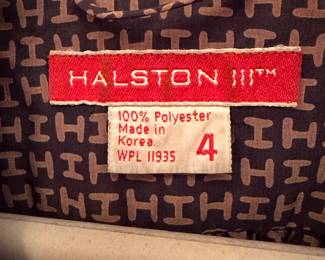 HALSTON III™
100% Polyester
Made in
Korea.
WPL 11935
4